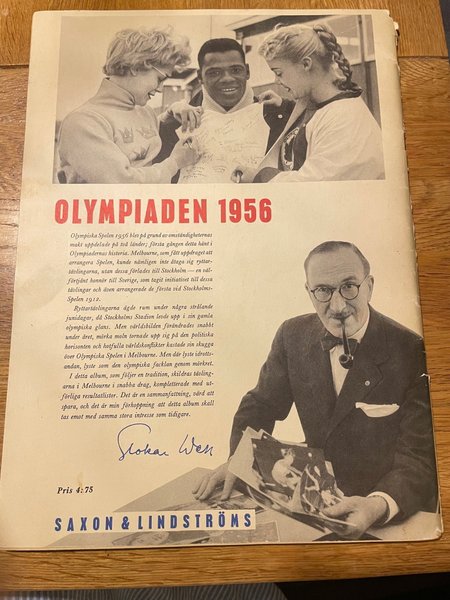 OLYMPIADEN 1956
Olympiska Spelen 1956 blev på grund av omständigheternas
makt uppdelade på två länder; första gången detta hänt i
Olympiadernas historia. Melbourne, som fått uppdraget att
arrangera Spelen, kunde nämligen inte åtaga sig ryttar-
tävlingarna, utan dessa förlades till Stockholm — en väl-
förtjänt honnör till Sverige, som tagit initiativet till dessa
tävlingar och även arrangerade de första vid Stockholms-
Spelen 1912.
Ryttartävlingarna ägde rum under några strålande
junidagar, då Stockholms Stadion levde upp i sin gamla
olympiska glans. Men världsbilden förändrades snabbt
under året, mörka moln tornade upp sig på den politiska
horisonten och hotfulla världskonflikter kastade sin skugga
över Olympiska Spelen i Melbourne. Men där lyste idrotts-
andan, lyste som den olympiska facklan genom mörkret.
I detta album, som följer en tradition, skildras tävling-
arna i Melbourne i snabba drag, kompletterade med ut-
förliga resultatlistor. Det är en sammanfattning, värd att
spara, och det är min förhoppning att detta album skall
tas emot med samma stora intresse som tidigare.
Pris 4:75
SAXON & LINDSTRÖMS